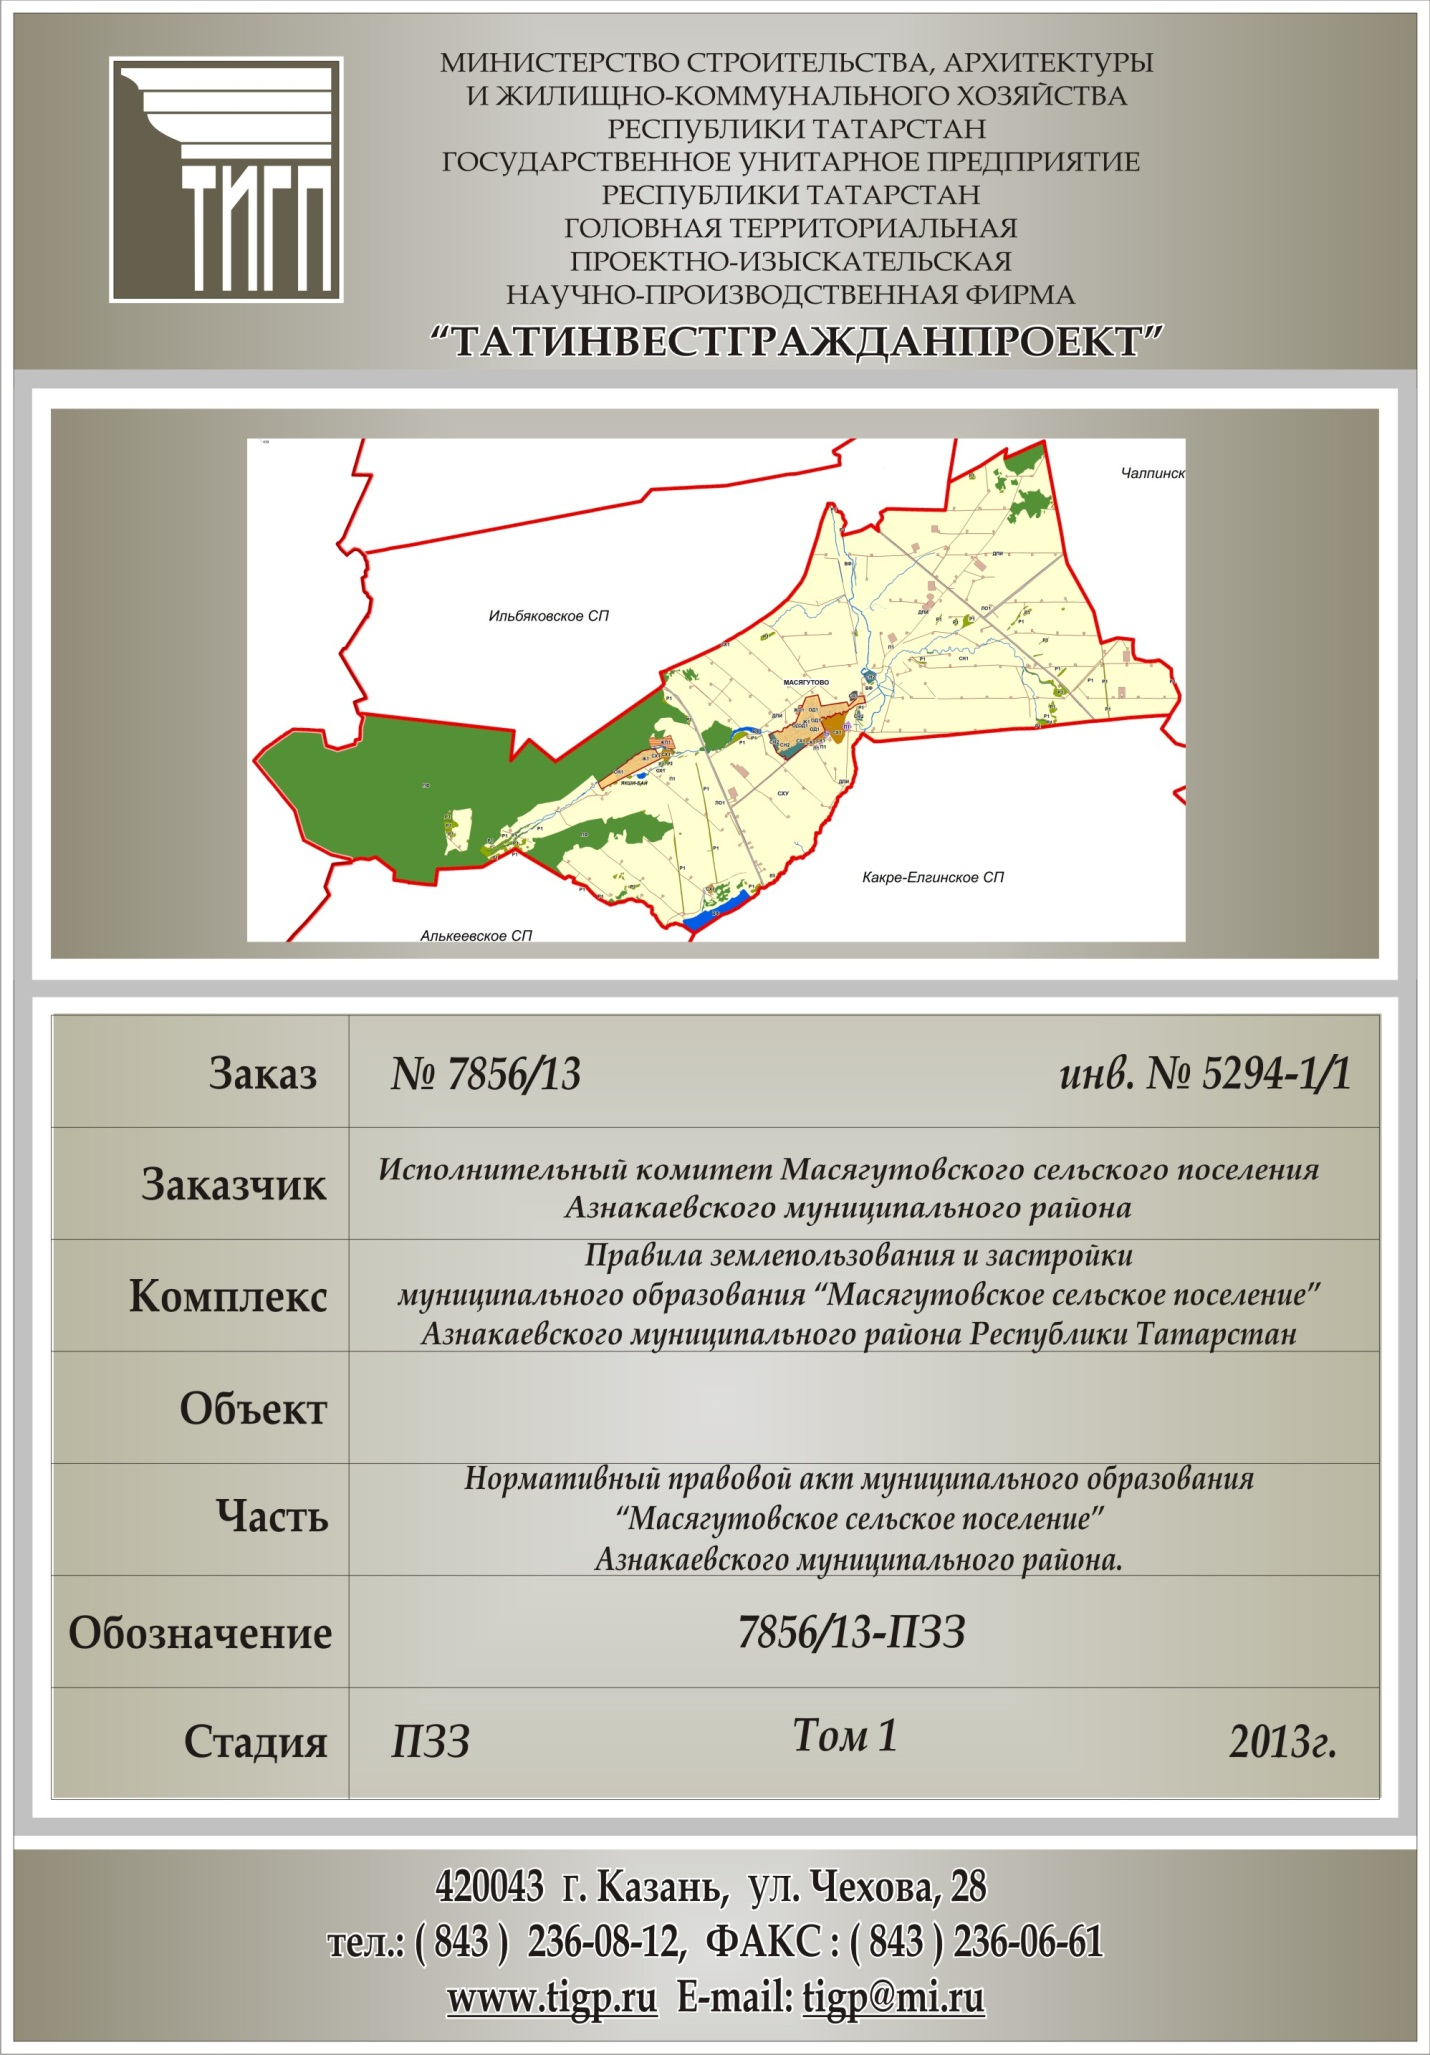 ТИГП
МИНИСТЕРСТВО СТРОИТЕЛЬСТВА, АРХИТЕКТУРЫ
И ЖИЛИЩНО-КОММУНАЛЬНОГО ХОЗЯЙСТВА
РЕСПУБЛИКИ ТАТАРСТАН
ГОСУДАРСТВЕННОЕ УНИТАРНОЕ ПРЕДПРИЯТИЕ
РЕСПУБЛИКИ ТАТАРСТАН
ГОЛОВНАЯ ТЕРРИТОРИАЛЬНАЯ
ПРОЕКТНО-ИЗЫСКАТЕЛЬСКАЯ
НАУЧНО-ПРОИЗВОДСТВЕННАЯ ФИРМА
“ТАТИНВЕСТГРАЖДАНПРОЕКТ”
Чалпинск
Ильбяковское СП
МАСЯГУТОВО
ЯКШИ-БАЙ
СХУ
Какре-Елгинское СП
Алькеевское СП
Заказ № 7856/13 инв. № 5294-1/1
Заказчик
Исполнительный комитет Масягутовского сельского поселения
Азнакаевского муниципального района
Комплекс
Правила землепользования и застройки
муниципального образования “Масягутовское сельское поселение”
Азнакаевского муниципального района Республики Татарстан
Объект
Часть
Нормативный правовой акт муниципального образования
“Масягутовское сельское поселение”
Азнакаевского муниципального района.
Обозначение 7856/13-ПЗЗ
Стадия ПЗЗ Том 1 2013г.
420043 г. Казань, ул. Чехова, 28
тел.: ( 843 ) 236-08-12, ФАКС : ( 843 ) 236-06-61
www.tigp.ru E-mail: tigp@mi.ru